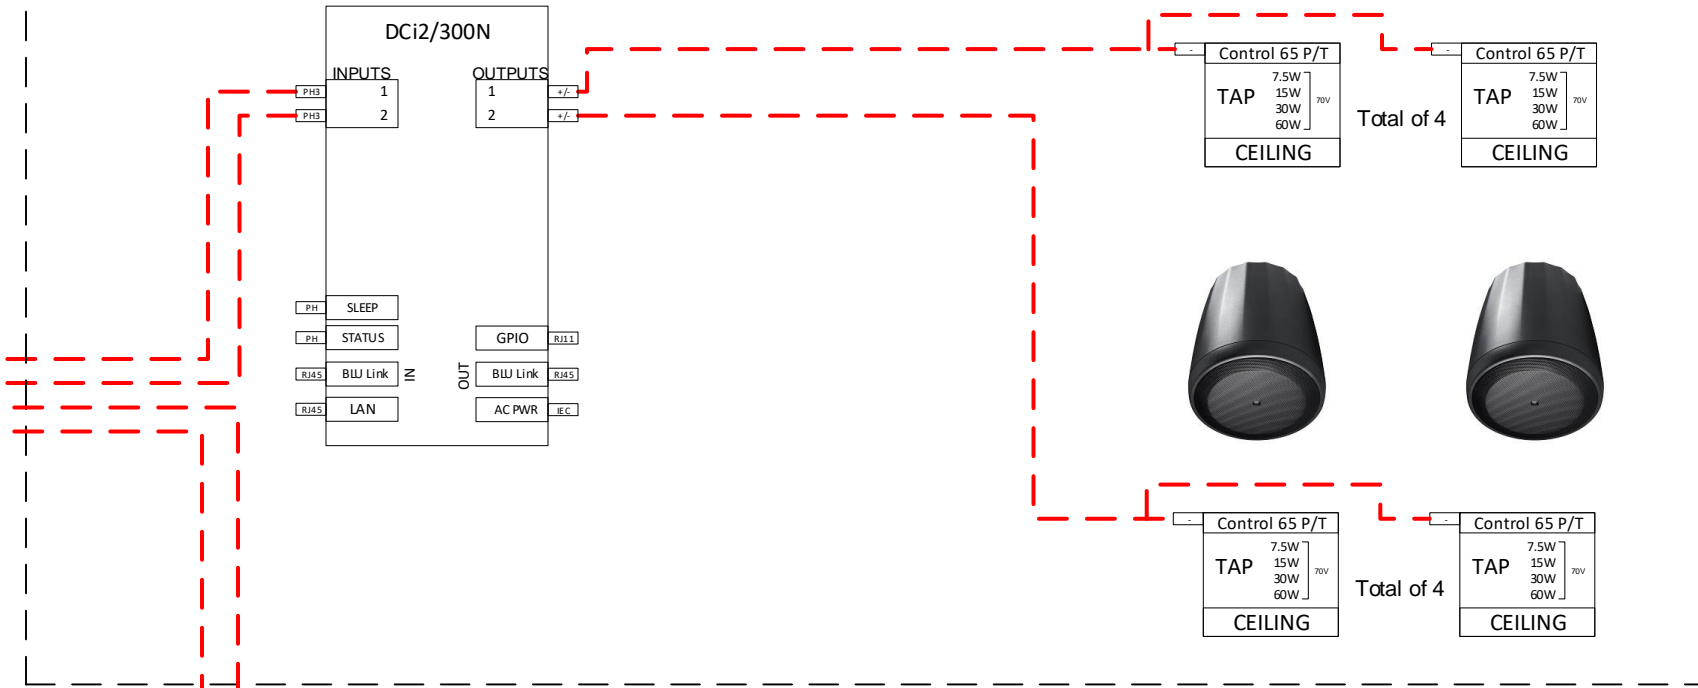 DCi2/300N
INPUTS
OUTPUTS
PH3
1
1
+/-
PH3
2
2
+/-
PH
SLEEP
PH
STATUS
GPIO
RJ11
RJ45
BLU Link
IN
OUT
BLU Link
RJ45
RJ45
LAN
AC PWR
IEC
-
Control 65 P/T
TAP
7.5W
15W
30W
60W
70V
CEILING
Total of 4
-
Control 65 P/T
TAP
7.5W
15W
30W
60W
70V
CEILING
-
Control 65 P/T
TAP
7.5W
15W
30W
60W
70V
CEILING
Total of 4
-
Control 65 P/T
TAP
7.5W
15W
30W
60W
70V
CEILING